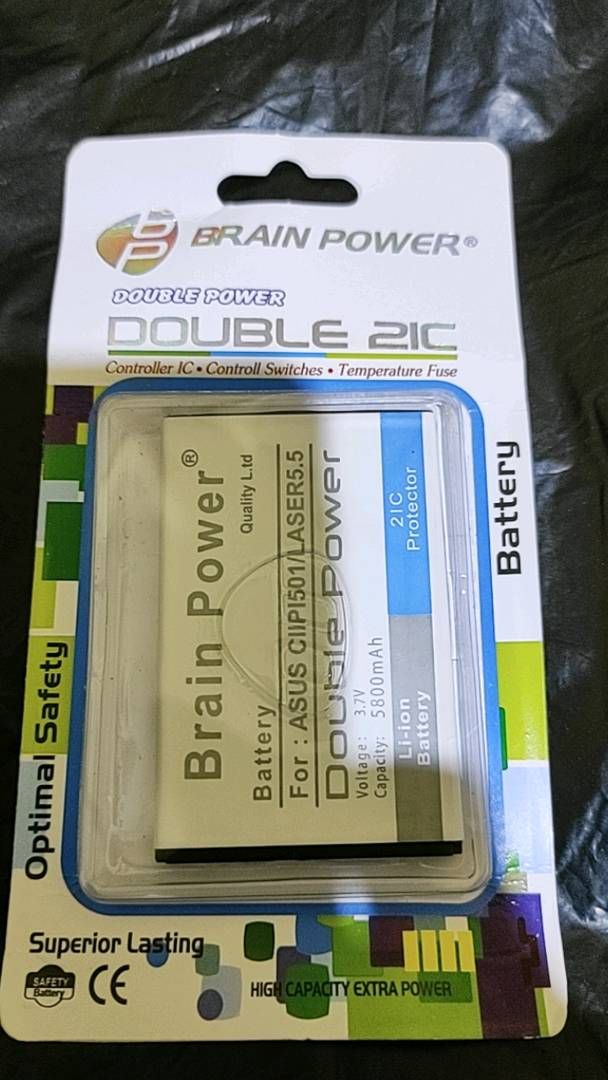 bp
BRAIN POWER®
DOUBLE POWER
DOUBLE 2IC
Controller IC • Controll Switches • Temperature Fuse
Brain Power®
Quality L.td
Battery
For : ASUS CIIPI501/LASER5.5
Double Power
Voltage: 3.7V
Capacity: 5800mAh
Li-ion
Battery
2IC
Protector
Battery
Optimal Safety
Superior Lasting
SAFETY
Battery
CE
HIGH CAPACITY EXTRA POWER